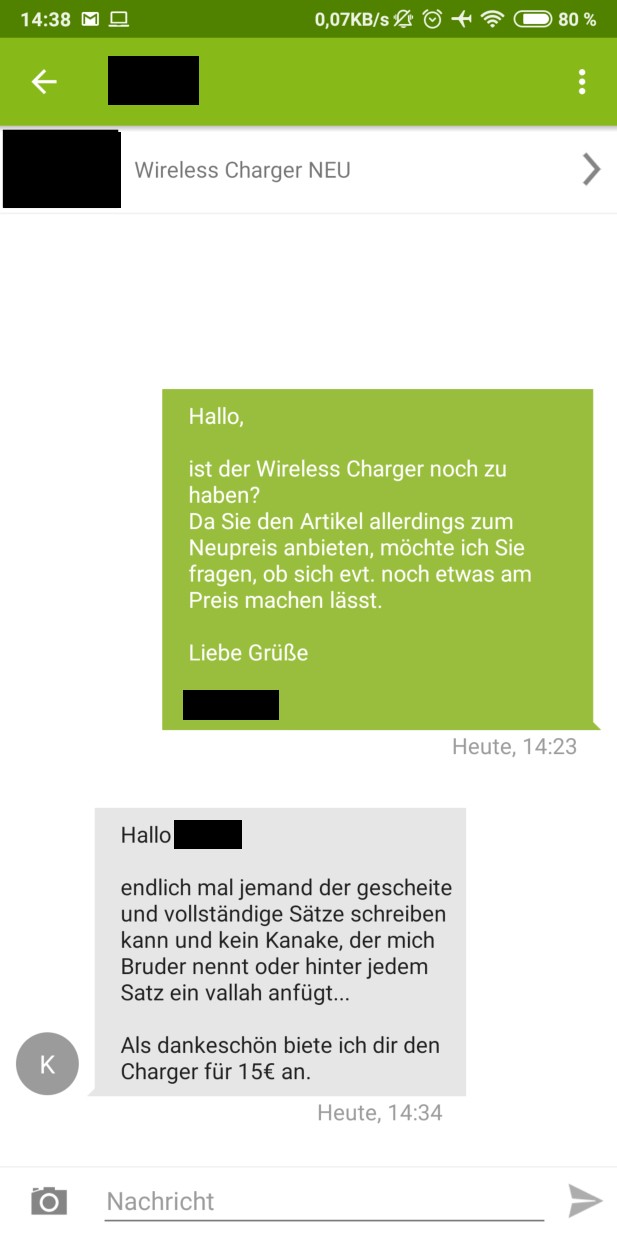 14:38 0,07KB/s 80 %
Wireless Charger NEU
Hallo,
ist der Wireless Charger noch zu
haben?
Da Sie den Artikel allerdings zum
Neupreis anbieten, möchte ich Sie
fragen, ob sich evt. noch etwas am
Preis machen lässt.
Liebe Grüße
Heute, 14:23
Hallo
endlich mal jemand der gescheite
und vollständige Sätze schreiben
kann und kein Kanake, der mich
Bruder nennt oder hinter jedem
Satz ein vallah anfügt...
Als dankeschön biete ich dir den
Charger für 15€ an.
K
Heute, 14:34
Nachricht